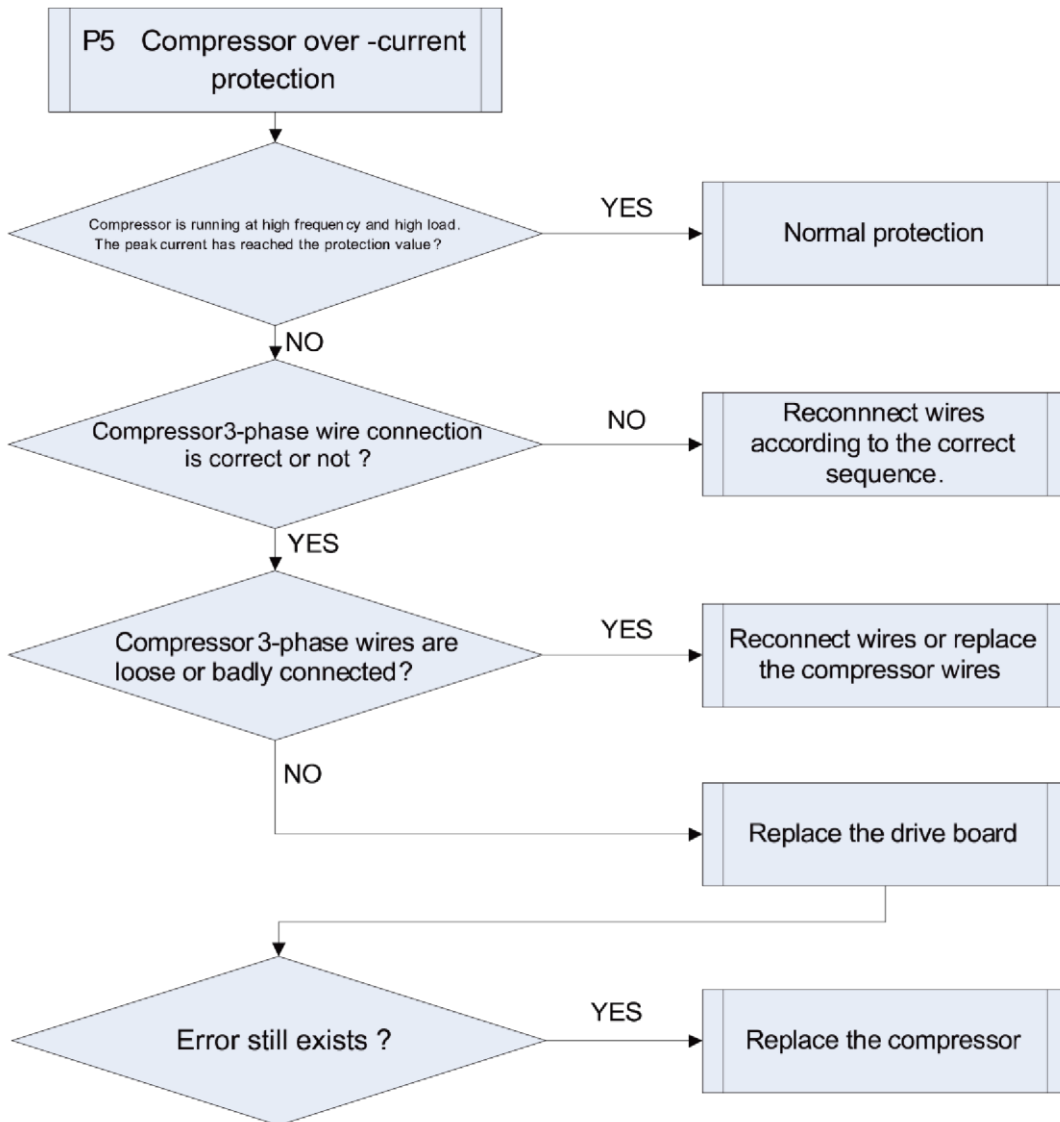 P5 Compressor over -current
protection
Compressor is running at high frequency and high load.
The peak current has reached the protection value ?
YES
Normal protection
NO
Compressor3-phase wire connection
is correct or not ?
NO
Reconnnect wires
according to the correct
sequence.
YES
Compressor 3-phase wires are
loose or badly connected?
YES
Reconnect wires or replace
the compressor wires
NO
Replace the drive board
Error still exists ?
YES
Replace the compressor